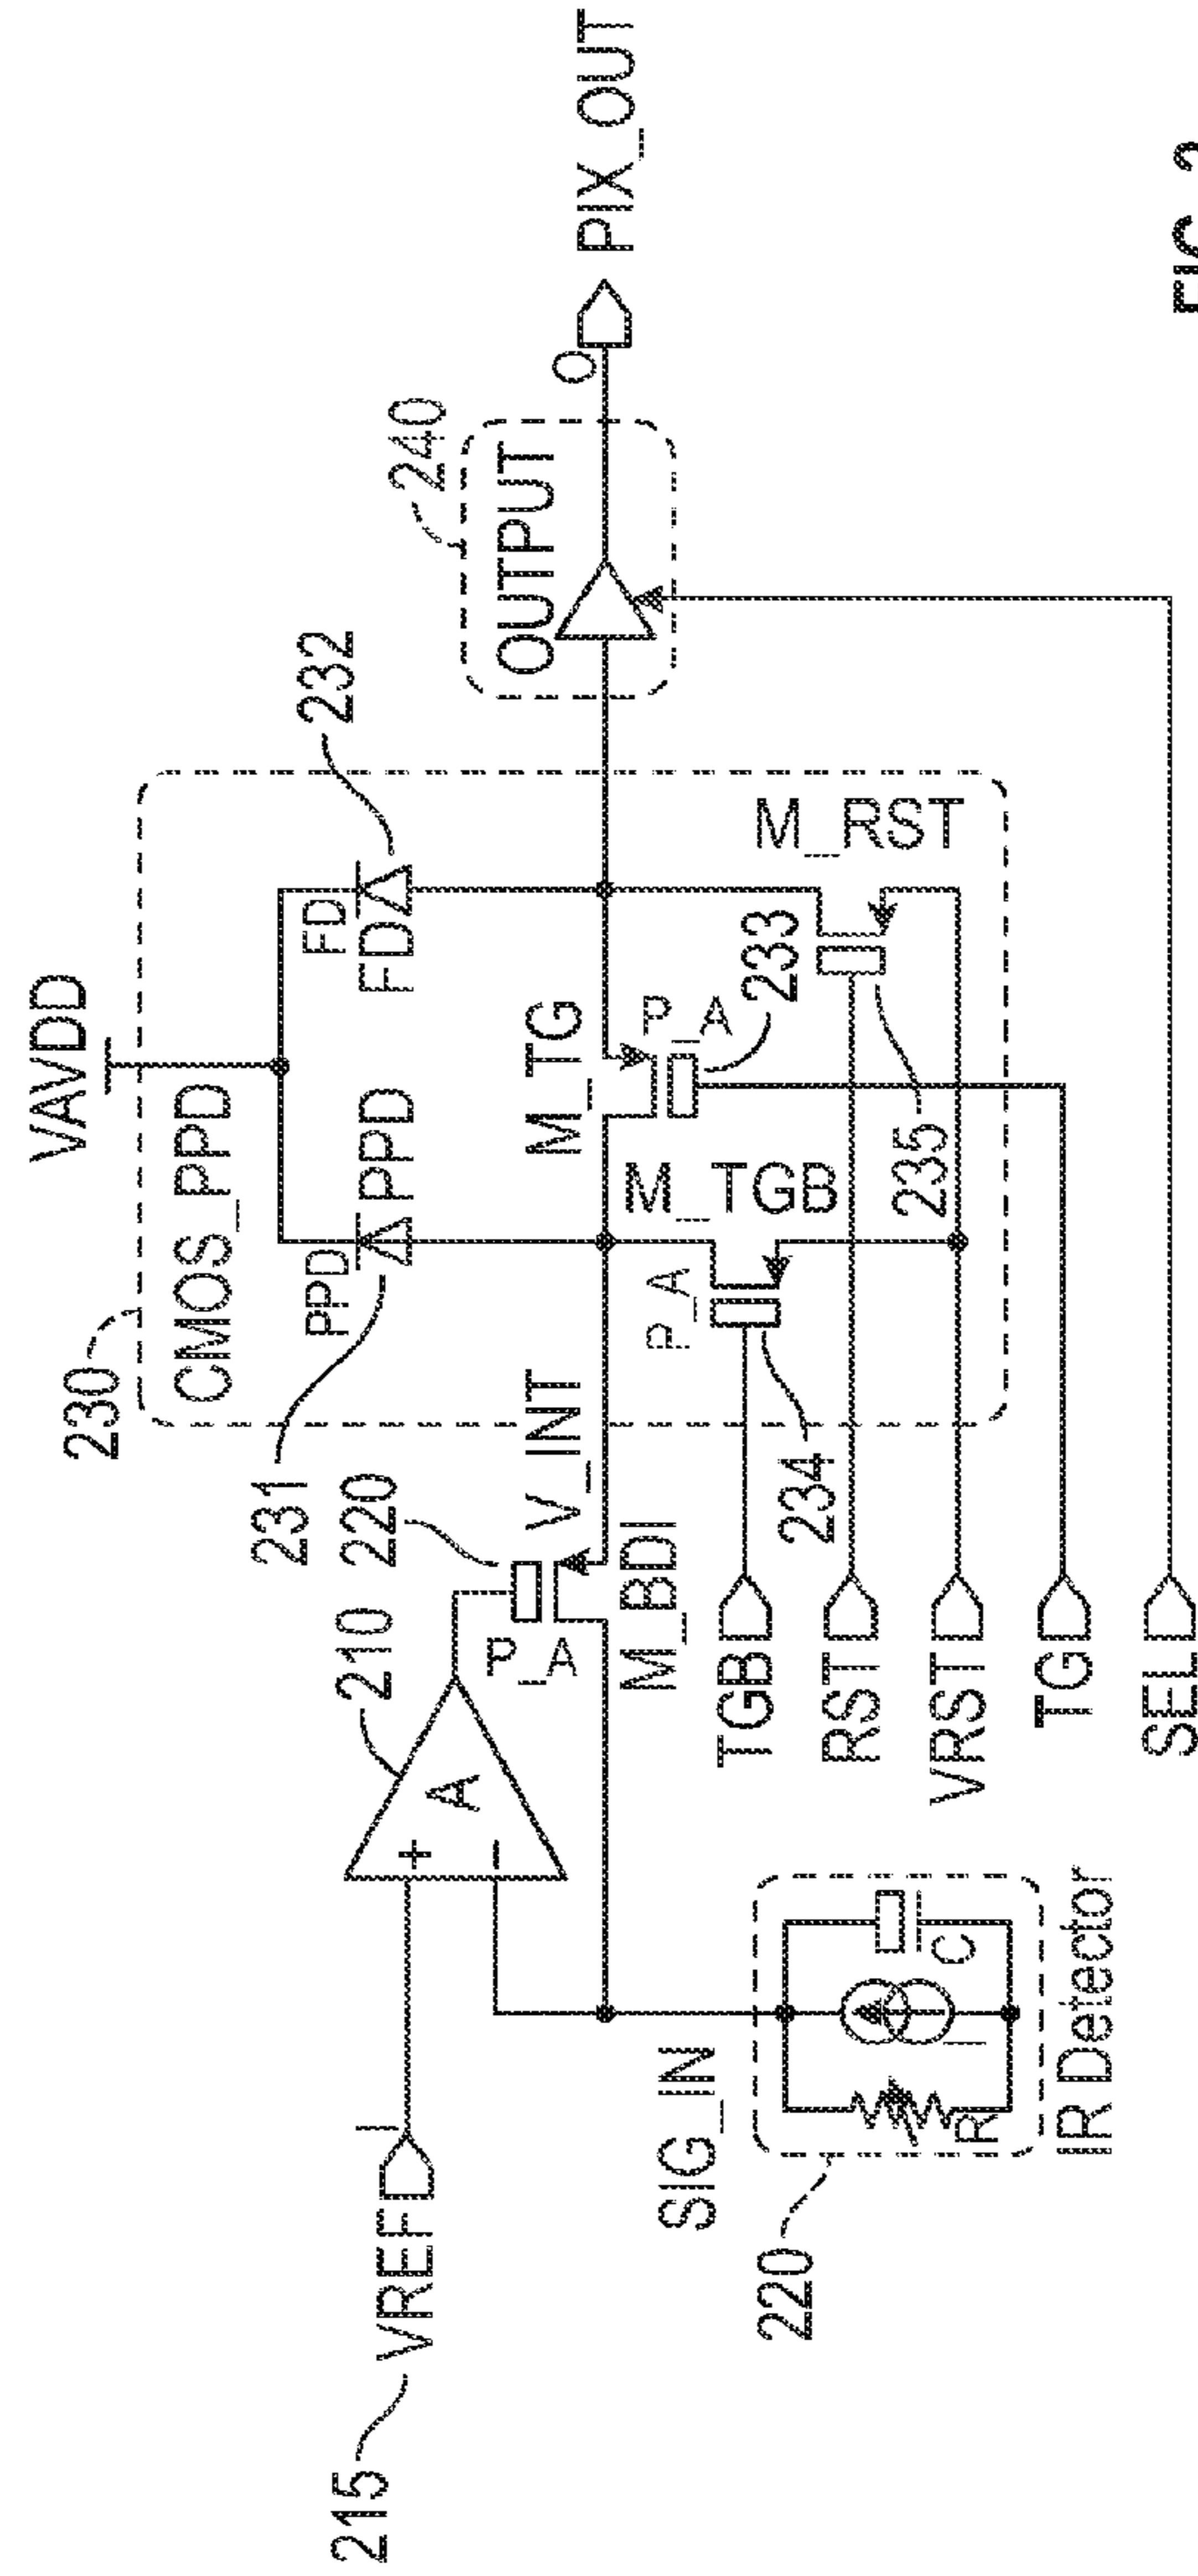 VAVDD
230
CMOS_PPD
232
240
231
PPD
PPD
FD
FD
OUTPUT
O
PIX_OUT
215
VREF
I
210
A
+
−
220
P_A
V_INT
M_BDI
M_TG
P_A
233
M_TGB
P_A
234
M_RST
235
SIG_IN
220
R
I
C
IR Detector
TGB
RST
VRST
TG
SEL